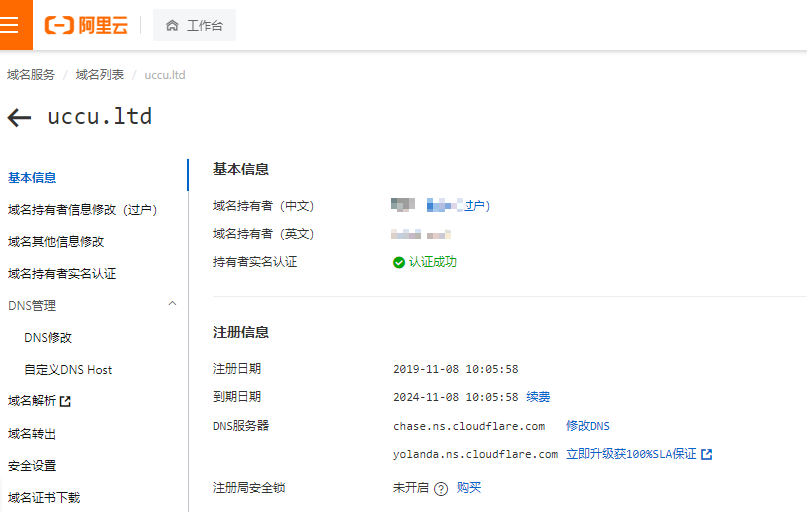 阿里云 工作台
域名服务 / 域名列表 / uccu.ltd
uccu.ltd
基本信息
域名持有者信息修改（过户）
域名其他信息修改
域名持有者实名认证
DNS管理
DNS修改
自定义DNS Host
域名解析
域名转出
安全设置
域名证书下载
基本信息
域名持有者（中文） 过户）
域名持有者（英文）
持有者实名认证 认证成功
注册信息
注册日期 2019-11-08 10:05:58
到期日期 2024-11-08 10:05:58 续费
DNS服务器 chase.ns.cloudflare.com 修改DNS
yolanda.ns.cloudflare.com 立即升级获100%SLA保证
注册局安全锁 未开启 ? 购买